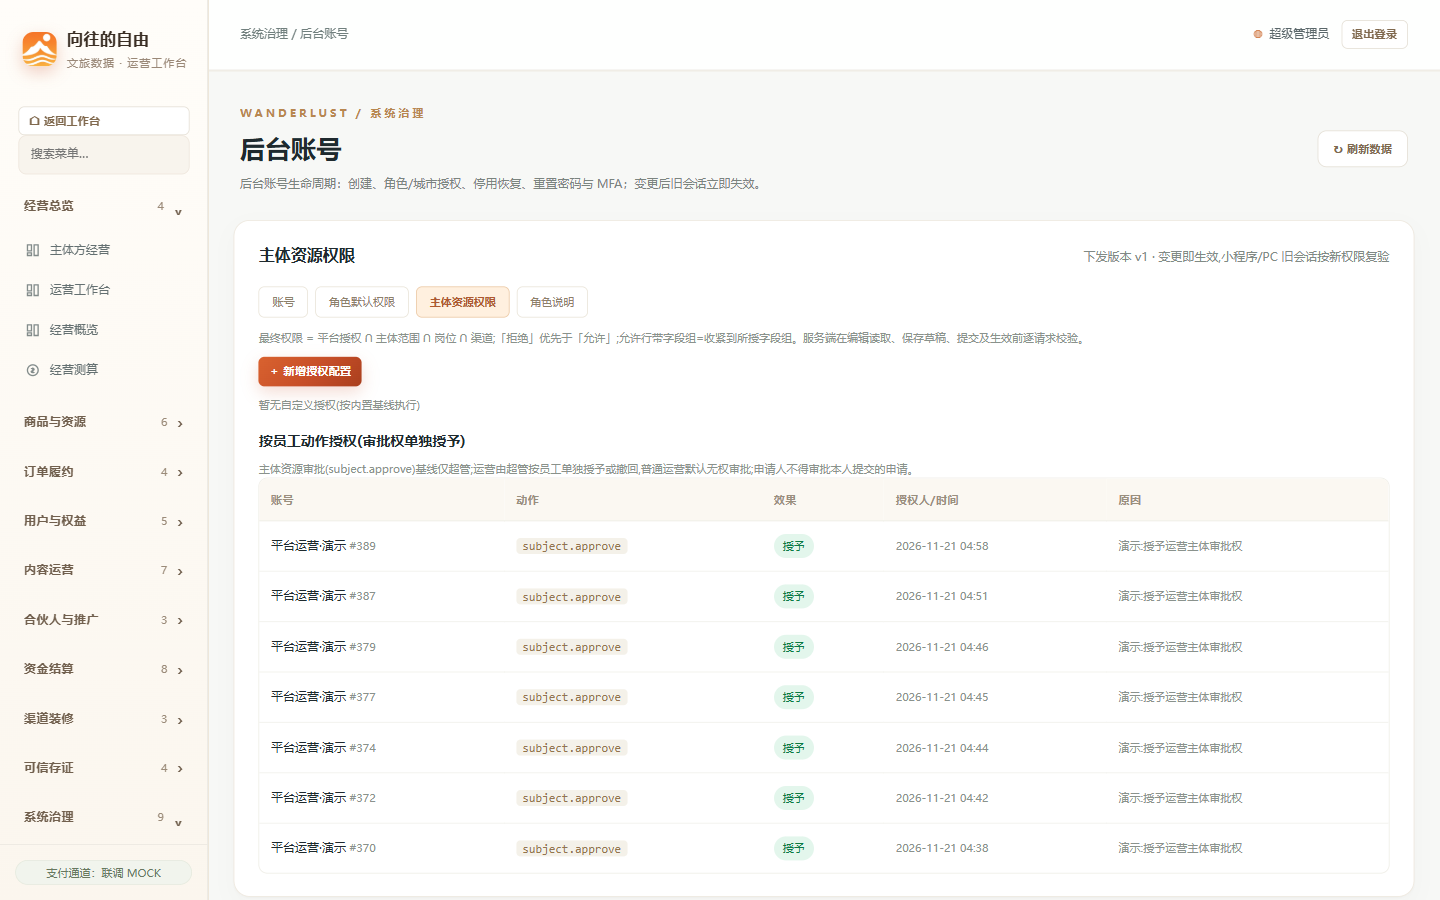 向往的自由
文旅数据 · 运营工作台
返回工作台
搜索菜单...
经营总览 4
主体方经营
运营工作台
经营概览
经营测算
商品与资源 6
订单履约 4
用户与权益 5
内容运营 7
合伙人与推广 3
资金结算 8
渠道装修 3
可信存证 4
系统治理 9
支付通道：联调 MOCK
系统治理 / 后台账号
超级管理员
退出登录
WANDERLUST / 系统治理
后台账号
后台账号生命周期：创建、角色/城市授权、停用恢复、重置密码与 MFA；变更后旧会话立即失效。
↻ 刷新数据
主体资源权限
下发版本 v1 · 变更即生效,小程序/PC 旧会话按新权限复验
账号 角色默认权限 主体资源权限 角色说明
最终权限 = 平台授权 ∩ 主体范围 ∩ 岗位 ∩ 渠道;「拒绝」优先于「允许」;允许行带字段组=收紧到所授字段组。服务端在编辑读取、保存草稿、提交及生效前逐请求校验。
+ 新增授权配置
暂无自定义授权(按内置基线执行)
按员工动作授权(审批权单独授予)
主体资源审批(subject.approve)基线仅超管;运营由超管按员工单独授予或撤回,普通运营默认无权审批;申请人不得审批本人提交的申请。
账号 动作 效果 授权人/时间 原因
平台运营·演示 #389 subject.approve 授予 2026-11-21 04:58 演示:授予运营主体审批权
平台运营·演示 #387 subject.approve 授予 2026-11-21 04:51 演示:授予运营主体审批权
平台运营·演示 #379 subject.approve 授予 2026-11-21 04:46 演示:授予运营主体审批权
平台运营·演示 #377 subject.approve 授予 2026-11-21 04:45 演示:授予运营主体审批权
平台运营·演示 #374 subject.approve 授予 2026-11-21 04:44 演示:授予运营主体审批权
平台运营·演示 #372 subject.approve 授予 2026-11-21 04:42 演示:授予运营主体审批权
平台运营·演示 #370 subject.approve 授予 2026-11-21 04:38 演示:授予运营主体审批权